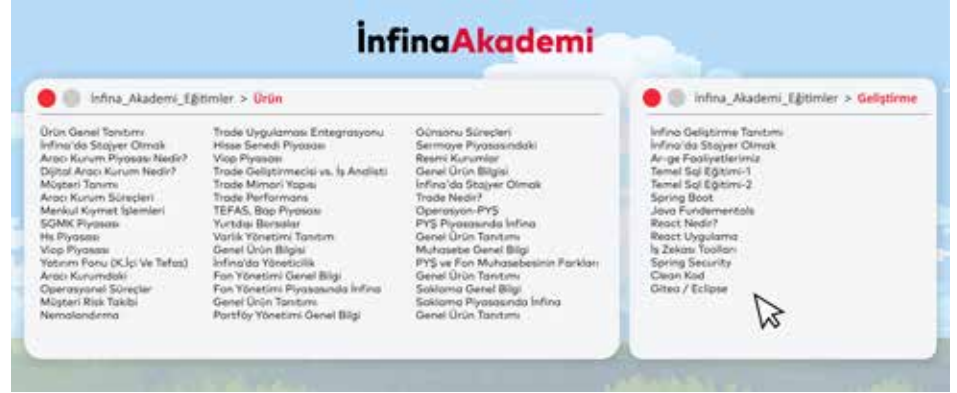 İnfinaAkademi
İnfina_Akademi_Eğitimler > Ürün
Ürün Genel Tanıtımı
İnfina'da Stajyer Olmak
Aracı Kurum Piyasası Nedir?
Dijital Aracı Kurum Nedir?
Müşteri Tanımı
Aracı Kurum Süreçleri
Menkul Kıymet İşlemleri
SGMK Piyasası
Hs Piyasası
Viop Piyasası
Yatırım Fonu (K.İçi Ve Tefas)
Aracı Kurumdaki
Operasyonel Süreçler
Müşteri Risk Takibi
Nemalandırma
Trade Uygulaması Entegrasyonu
Hisse Senedi Piyasası
Viop Piyasası
Trade Geliştirmecisi vs. İş Analisti
Trade Mimari Yapısı
Trade Performans
TEFAS, Bap Piyasası
Yurtdışı Borsalar
Varlık Yönetimi Tanıtım
Genel Ürün Bilgisi
İnfina'da Yöneticilik
Fon Yönetimi Genel Bilgi
Fon Yönetimi Piyasasında İnfina
Genel Ürün Tanıtımı
Portföy Yönetimi Genel Bilgi
Günsonu Süreçleri
Sermaye Piyasasındaki
Resmi Kurumlar
Genel Ürün Bilgisi
İnfina'da Stajyer Olmak
Trade Nedir?
Operasyon-PYŞ
PYŞ Piyasasında İnfina
Genel Ürün Tanıtımı
Muhasebe Genel Bilgi
PYŞ ve Fon Muhasebesinin Farkları
Genel Ürün Tanıtımı
Saklama Genel Bilgi
Saklama Piyasasında İnfina
Genel Ürün Tanıtımı
İnfina_Akademi_Eğitimler > Geliştirme
İnfina Geliştirme Tanıtımı
İnfina'da Stajyer Olmak
Ar-ge Faaliyetlerimiz
Temel Sql Eğitimi-1
Temel Sql Eğitimi-2
Spring Boot
Java Fundementals
React Nedir?
React Uygulama
İş Zekası Toolları
Spring Security
Clean Kod
Gitea / Eclipse